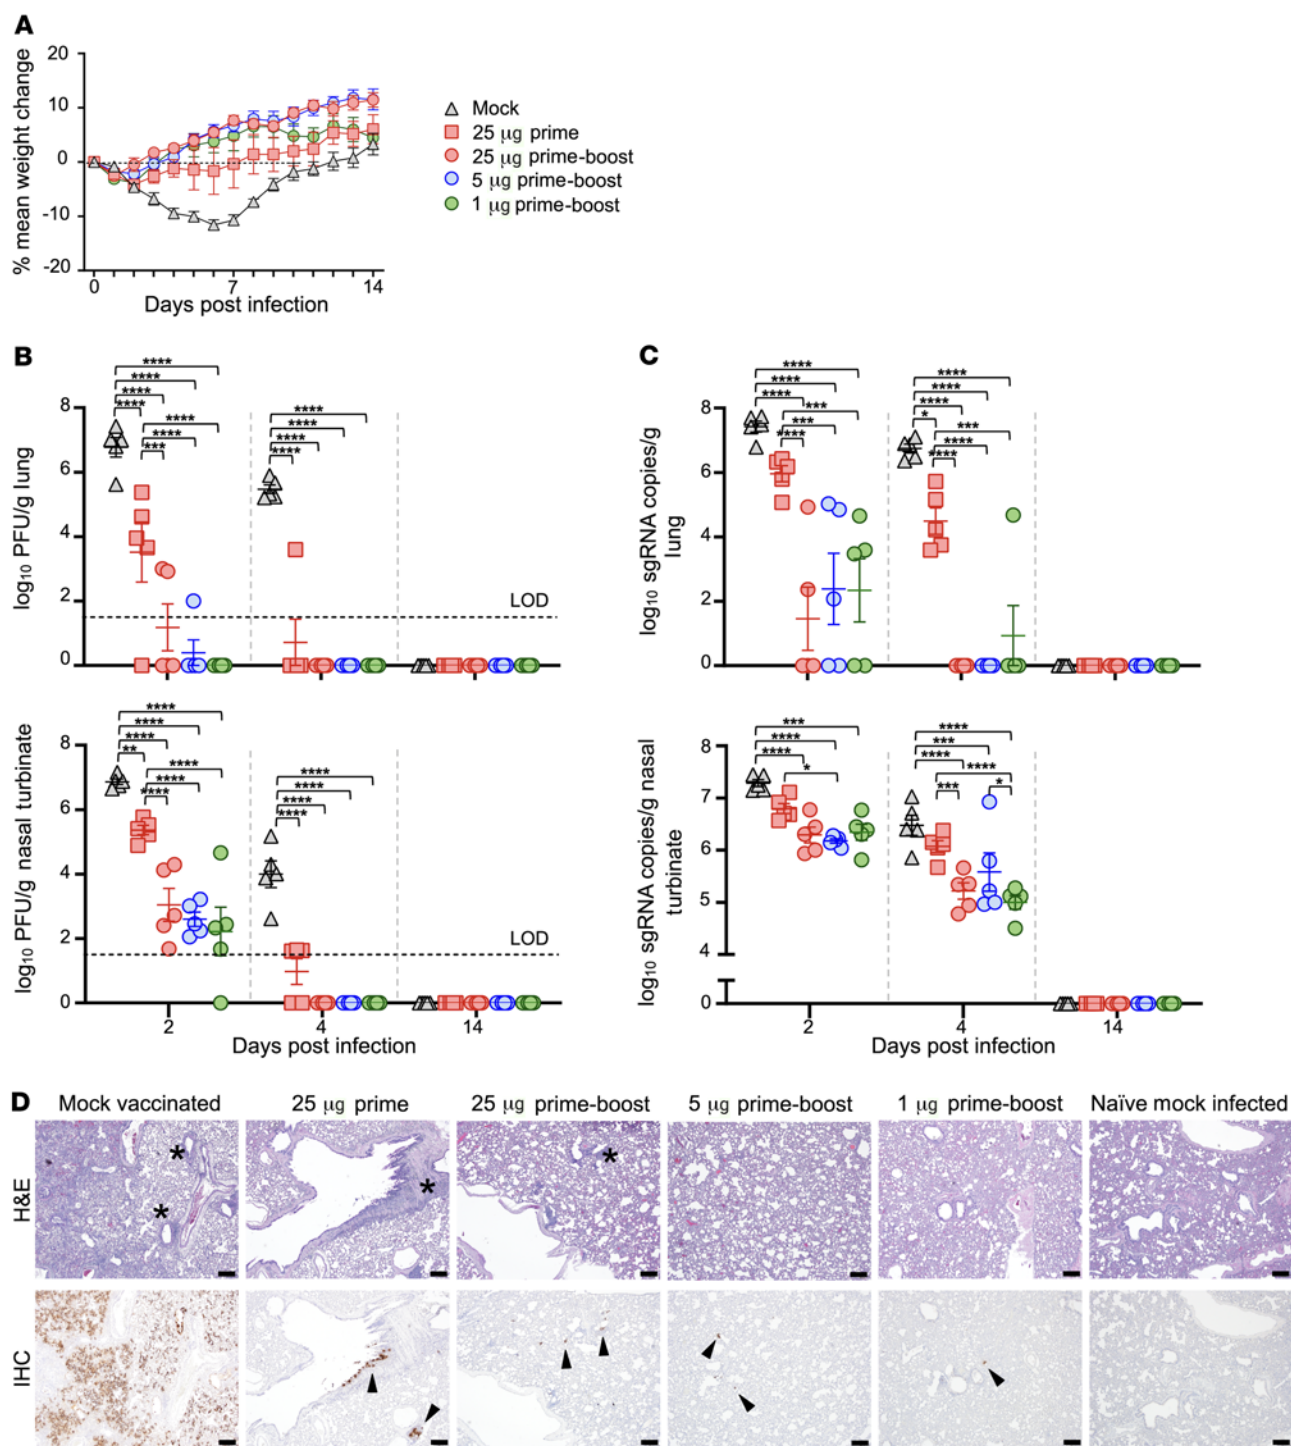 A
20
10
0
-10
-20
% mean weight change
0
7
14
Days post infection
Mock
25 μg prime
25 μg prime-boost
5 μg prime-boost
1 μg prime-boost
B
log₁₀ PFU/g lung
8
6
4
2
0
****
****
****
****
****
****
***
****
****
****
****
LOD
log₁₀ PFU/g nasal turbinate
8
6
4
2
0
****
****
****
**
****
****
****
****
****
****
****
LOD
2
4
14
Days post infection
C
log₁₀ sgRNA copies/g
lung
8
6
4
2
0
****
****
****
***
***
****
****
****
****
*
***
****
****
log₁₀ sgRNA copies/g nasal
turbinate
8
7
6
5
4
0
***
****
****
*
****
***
****
****
***
*
2
4
14
Days post infection
D
Mock vaccinated
25 μg prime
25 μg prime-boost
5 μg prime-boost
1 μg prime-boost
Naïve mock infected
H&E
*
*
*
*
IHC